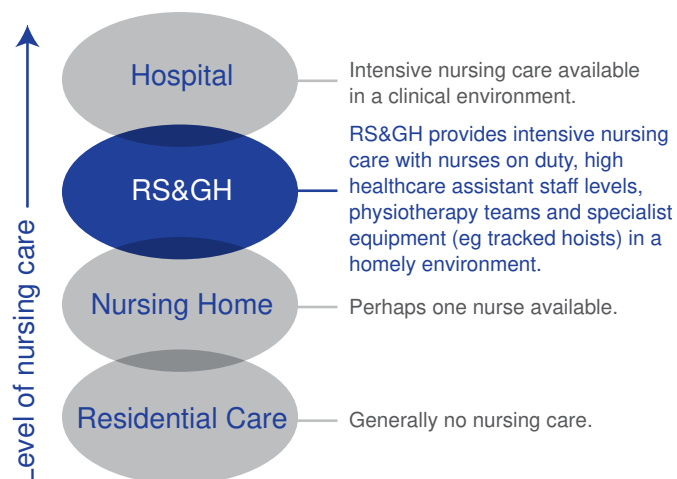 Hospital
Intensive nursing care available
in a clinical environment.
RS&GH
RS&GH provides intensive nursing
care with nurses on duty, high
healthcare assistant staff levels,
physiotherapy teams and specialist
equipment (eg tracked hoists) in a
homely environment.
Nursing Home
Perhaps one nurse available.
Residential Care
Generally no nursing care.
Level of nursing care